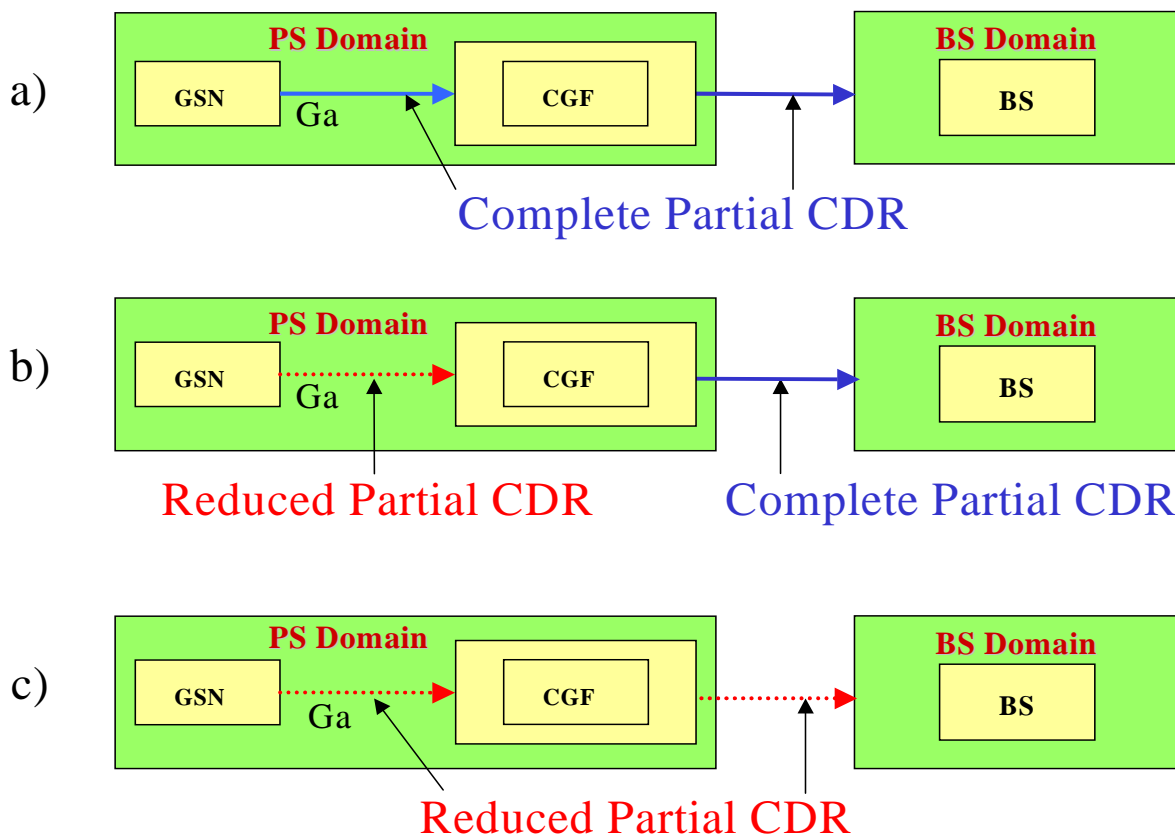 a)
PS Domain
BS Domain
GSN
Ga
CGF
BS
Complete Partial CDR
b)
PS Domain
BS Domain
GSN
Ga
CGF
BS
Reduced Partial CDR
Complete Partial CDR
c)
PS Domain
BS Domain
GSN
Ga
CGF
BS
Reduced Partial CDR